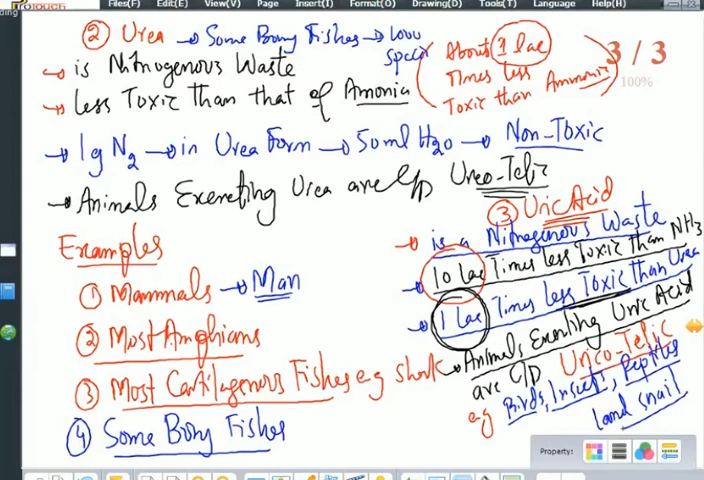 ProTouch
Files(F) Edit(E) View(V) Page Insert(I) Format(O) Drawing(D) Tools(T) Language Help(H)
3 / 3
100%
② Urea → Some Bony Fishes → 1000
→ is Nitrogenous Waste
→ less Toxic Than that of Amonia
(About 1 lac
Times less
Toxic than Ammonia)
→ 1g N2 → in Urea Form → 50ml H2O → Non-Toxic
→ Animals Excreting Urea are c/p Ureo-Telic
Examples
① Mammals → Man
② Most Amphians
③ Most Cartilagenous Fishes e.g shark
④ Some Bony Fishes
③ Uric Acid
→ is a Nitrogenous Waste
→ 10 Lac Times less Toxic than NH3
→ 1 Lac Times less Toxic than Urea
→ Animals Excreting Uric Acid
are c/p Urico-Telic
e.g Birds, Insect, Reptiles
land snail
Property: